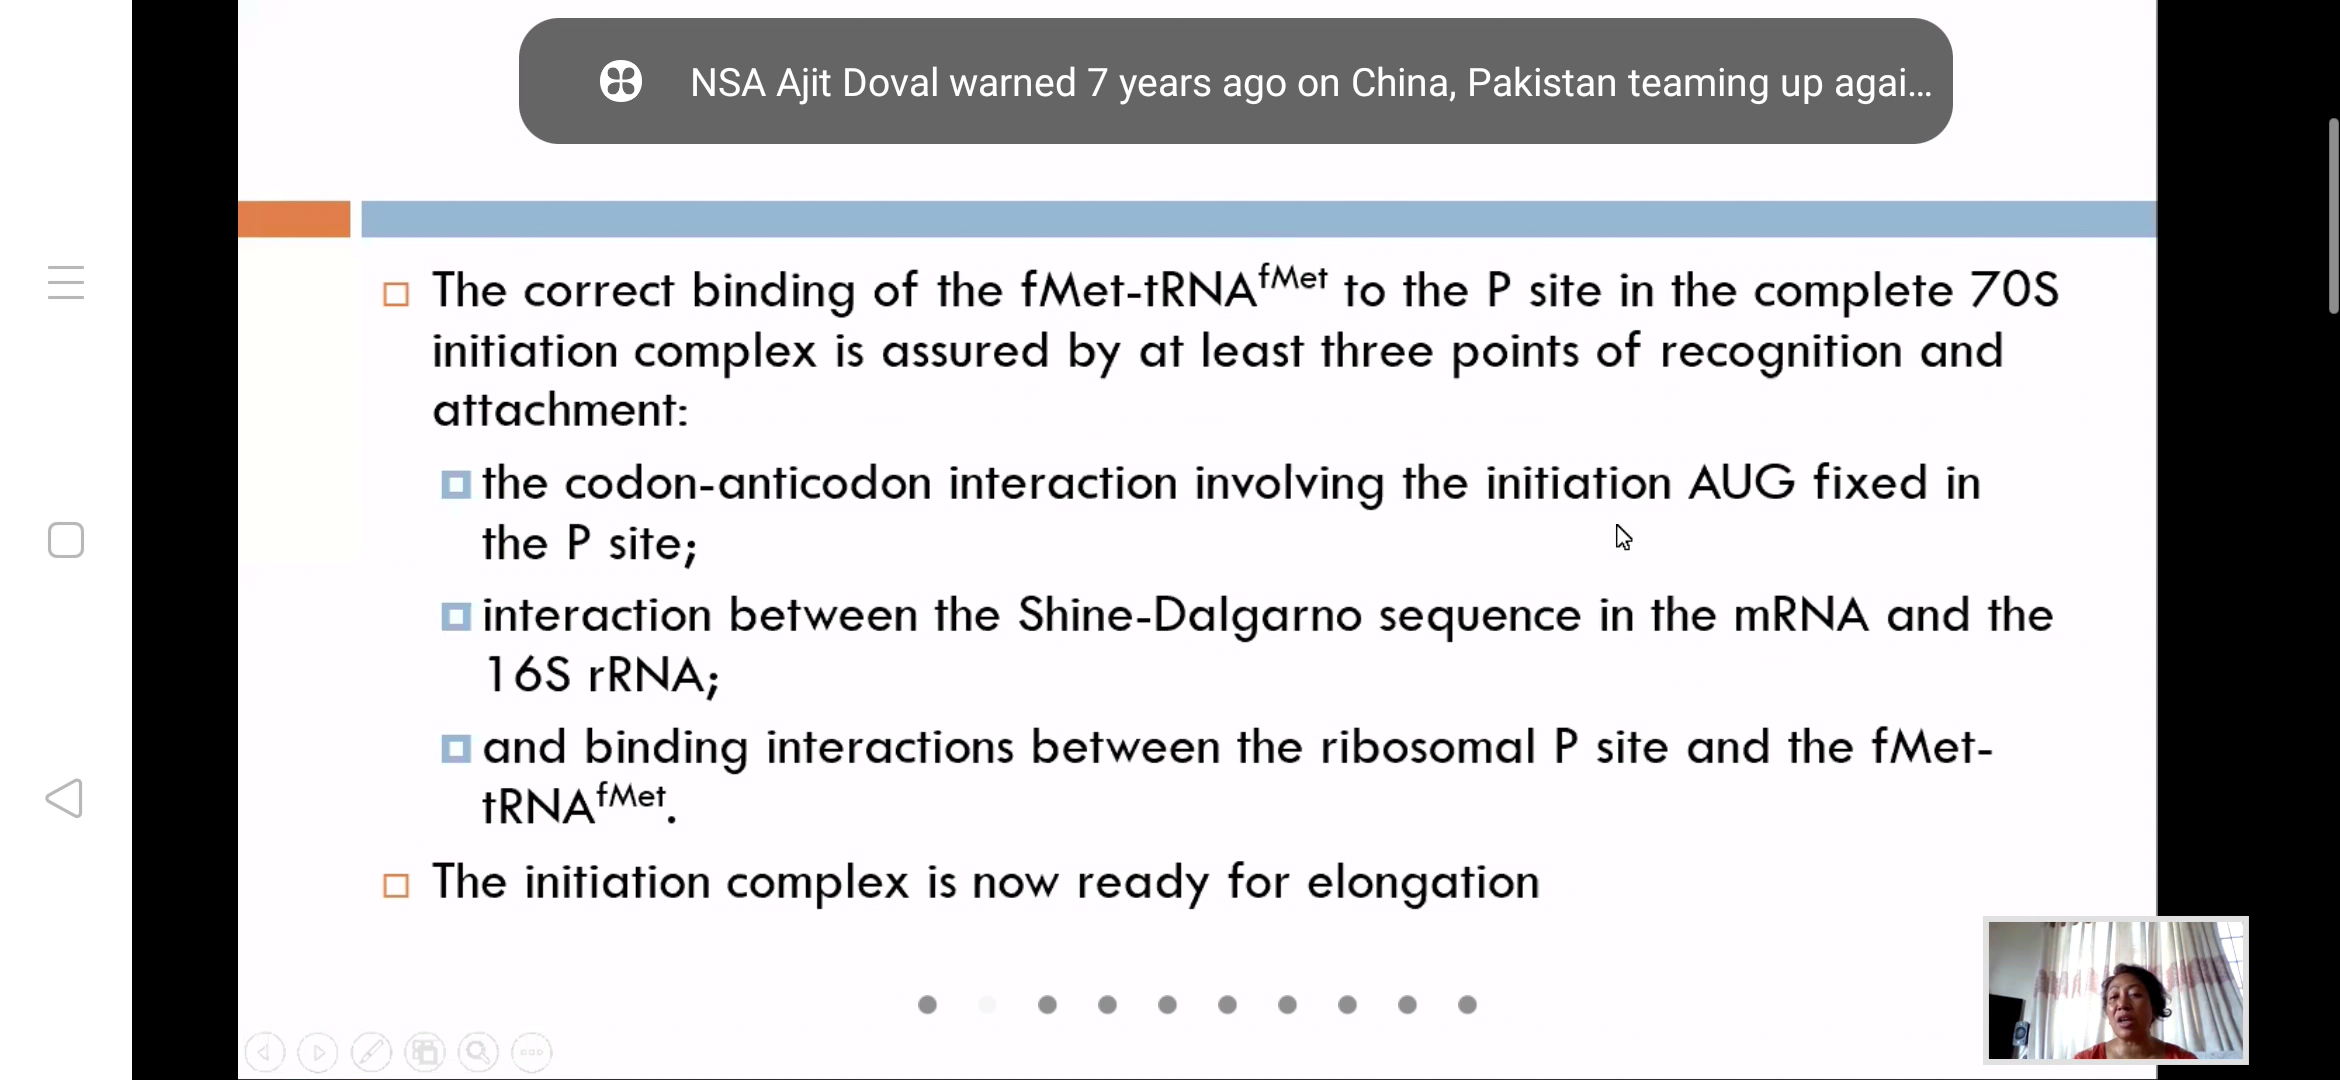 NSA Ajit Doval warned 7 years ago on China, Pakistan teaming up agai...
The correct binding of the fMet-tRNAᶠᴹᵉᵗ to the P site in the complete 70S
initiation complex is assured by at least three points of recognition and
attachment:
the codon-anticodon interaction involving the initiation AUG fixed in
the P site;
interaction between the Shine-Dalgarno sequence in the mRNA and the
16S rRNA;
and binding interactions between the ribosomal P site and the fMet-
tRNAᶠᴹᵉᵗ.
The initiation complex is now ready for elongation